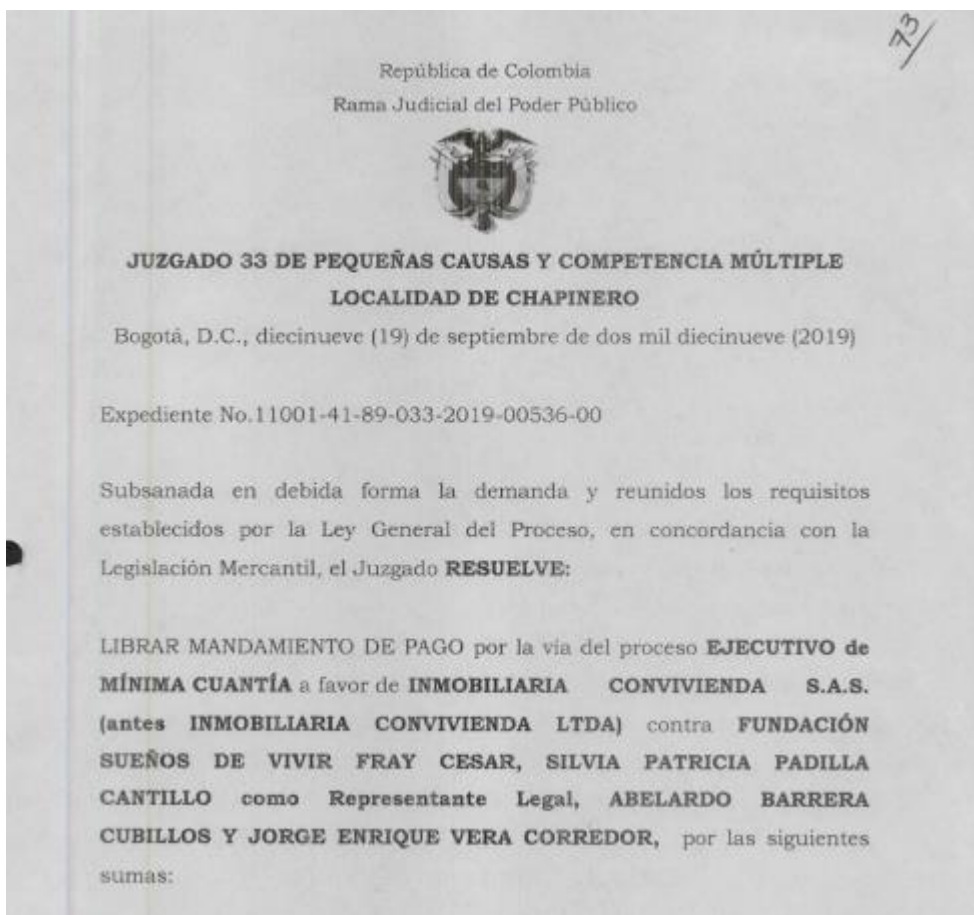 73
República de Colombia
Rama Judicial del Poder Público
JUZGADO 33 DE PEQUEÑAS CAUSAS Y COMPETENCIA MÚLTIPLE
LOCALIDAD DE CHAPINERO
Bogotá, D.C., diecinueve (19) de septiembre de dos mil diecinueve (2019)
Expediente No.11001-41-89-033-2019-00536-00
Subsanada en debida forma la demanda y reunidos los requisitos
establecidos por la Ley General del Proceso, en concordancia con la
Legislación Mercantil, el Juzgado RESUELVE:
LIBRAR MANDAMIENTO DE PAGO por la vía del proceso EJECUTIVO de
MÍNIMA CUANTÍA a favor de INMOBILIARIA CONVIVIENDA S.A.S.
(antes INMOBILIARIA CONVIVIENDA LTDA) contra FUNDACIÓN
SUEÑOS DE VIVIR FRAY CESAR, SILVIA PATRICIA PADILLA
CANTILLO como Representante Legal, ABELARDO BARRERA
CUBILLOS Y JORGE ENRIQUE VERA CORREDOR, por las siguientes
sumas: